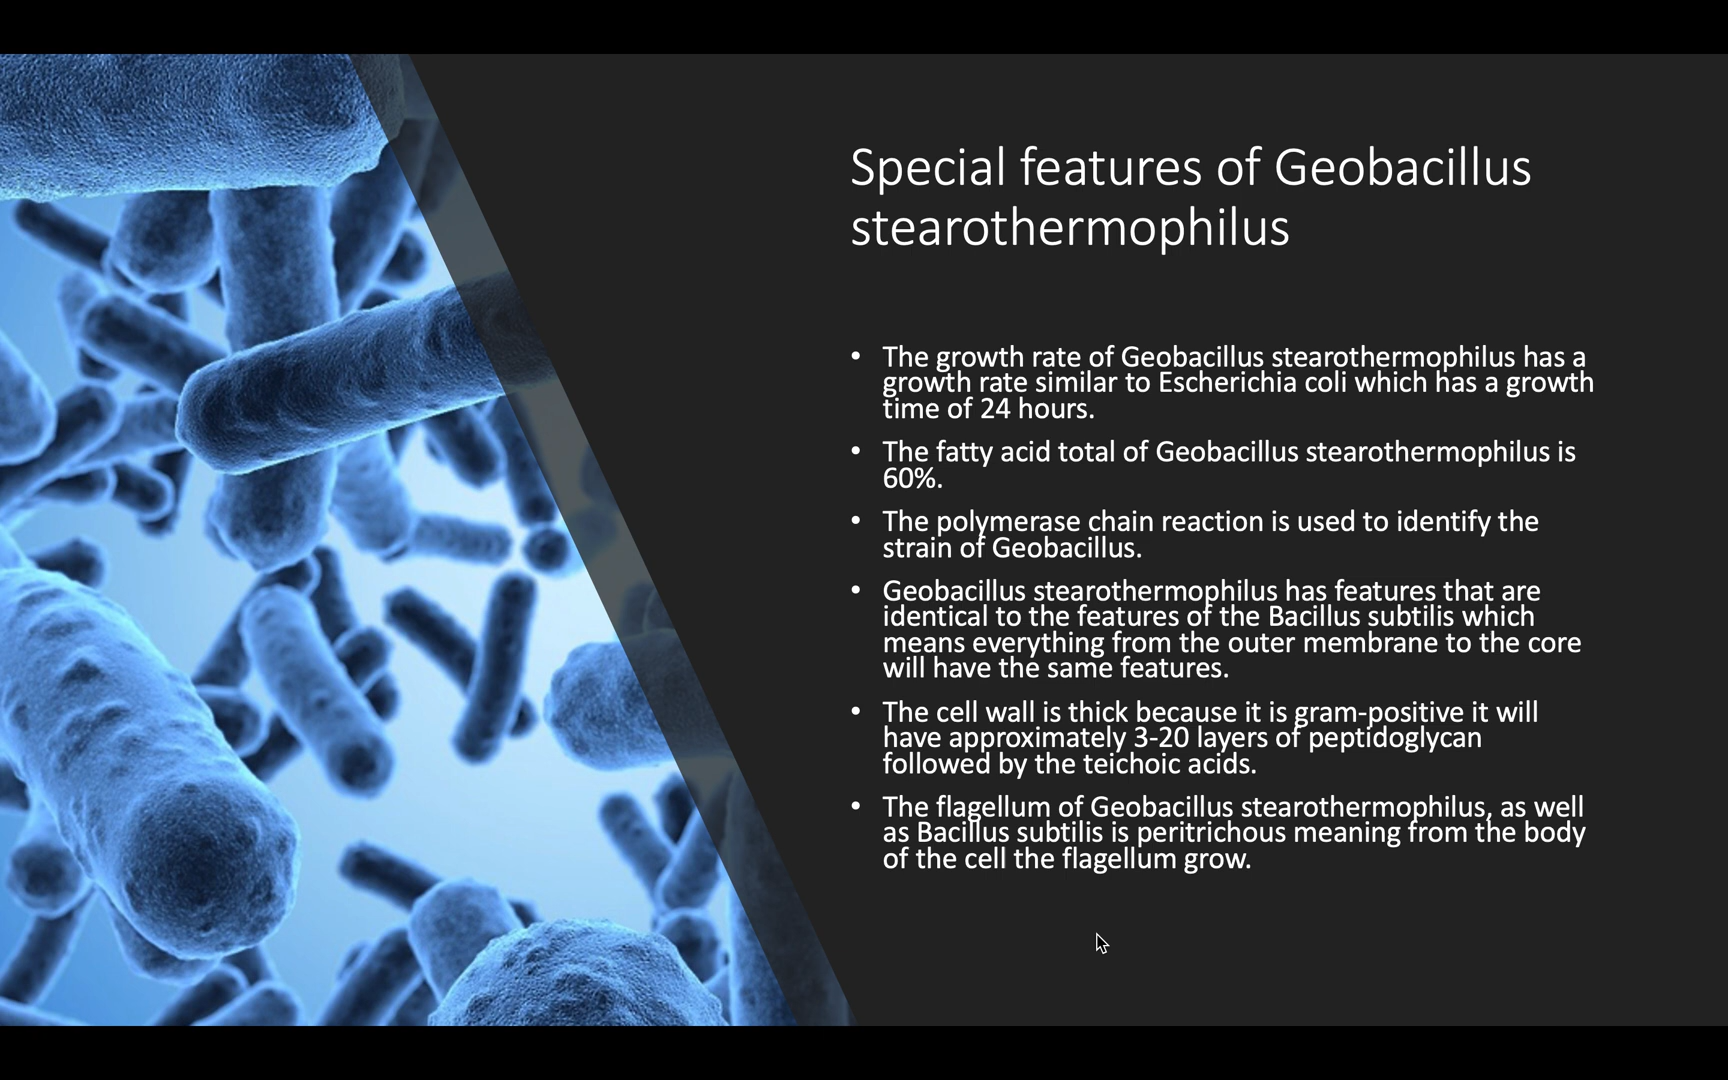 Special features of Geobacillus
stearothermophilus
• The growth rate of Geobacillus stearothermophilus has a
growth rate similar to Escherichia coli which has a growth
time of 24 hours.
• The fatty acid total of Geobacillus stearothermophilus is
60%.
• The polymerase chain reaction is used to identify the
strain of Geobacillus.
• Geobacillus stearothermophilus has features that are
identical to the features of the Bacillus subtilis which
means everything from the outer membrane to the core
will have the same features.
• The cell wall is thick because it is gram-positive it will
have approximately 3-20 layers of peptidoglycan
followed by the teichoic acids.
• The flagellum of Geobacillus stearothermophilus, as well
as Bacillus subtilis is peritrichous meaning from the body
of the cell the flagellum grow.